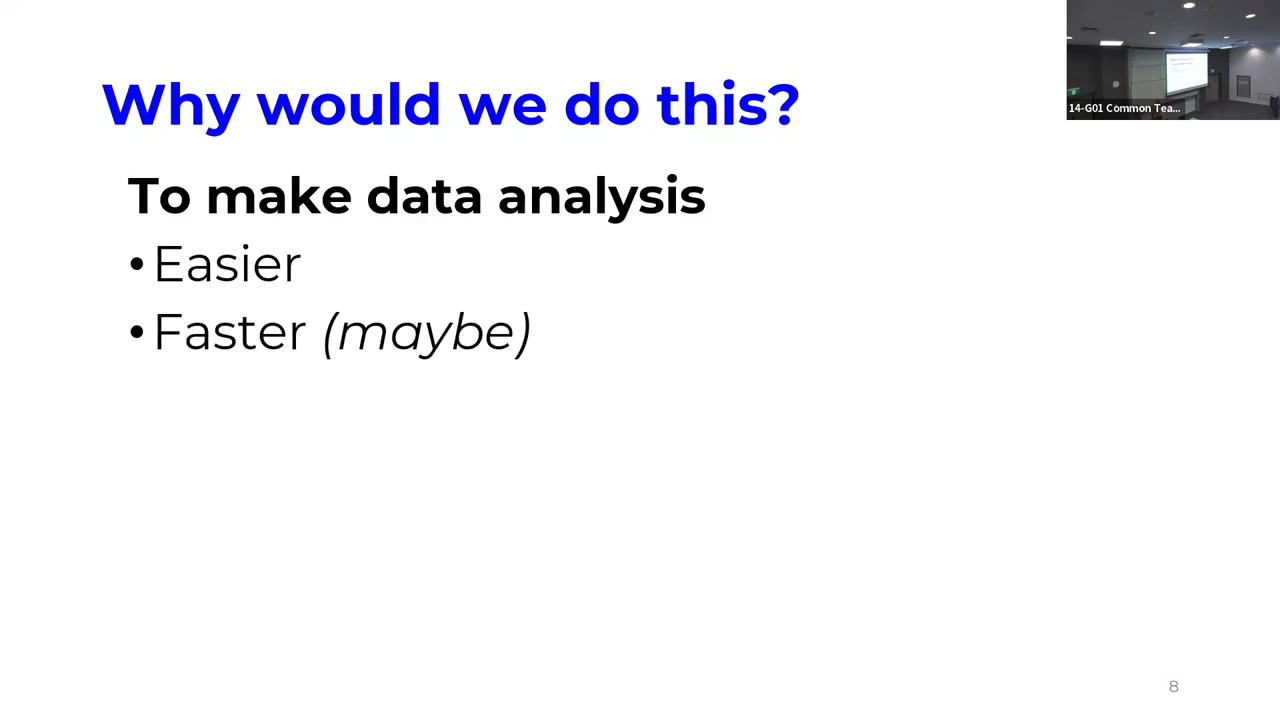 Why would we do this?
14-G01 Common Tea...
To make data analysis
• Easier
• Faster (maybe)
8